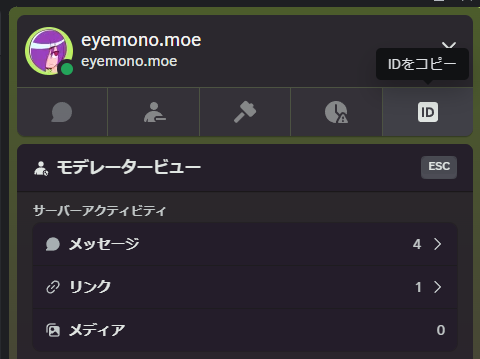 eyemono.moe
eyemono.moe
IDをコピー
ID
モデレータービュー
ESC
サーバーアクティビティ
メッセージ 4
リンク 1
メディア 0